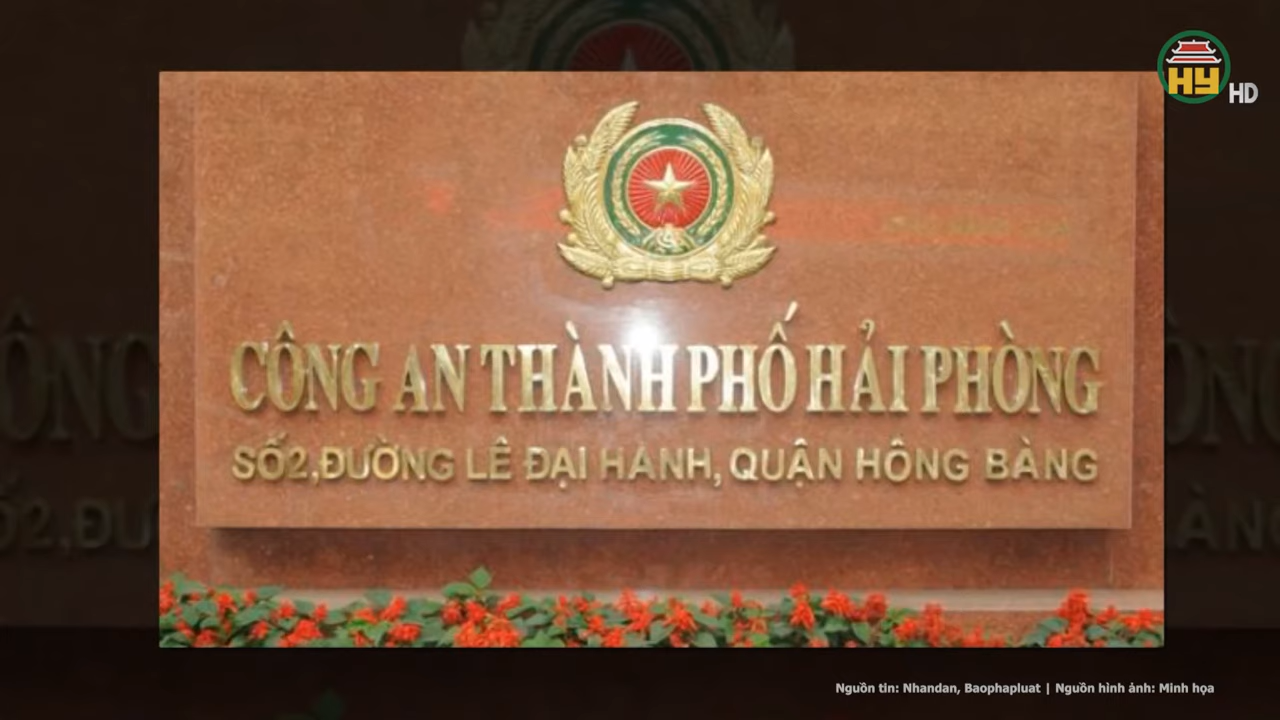 HY HD
CÔNG AN THÀNH PHỐ HẢI PHÒNG
SỐ2,ĐƯỜNG LÊ ĐẠI HÀNH, QUẬN HỒNG BÀNG
Nguồn tin: Nhandan, Baophapluat | Nguồn hình ảnh: Minh họa